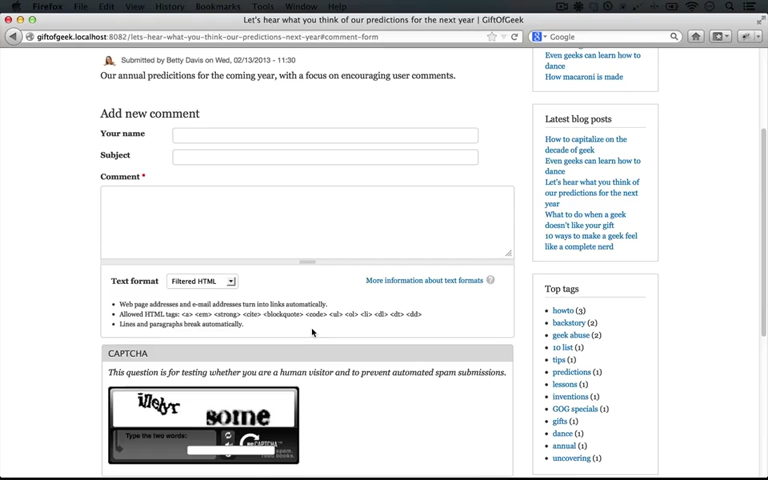 Firefox File Edit View History Bookmarks Tools Window Help
Let's hear what you think of our predictions for the next year | GiftOfGeek
giftofgeek.localhost:8082/lets-hear-what-you-think-our-predictions-next-year#comment-form
Google
Submitted by Betty Davis on Wed, 02/13/2013 - 11:30
Our annual predicitions for the coming year, with a focus on encouraging user comments.
Add new comment
Your name
Subject
Comment *
Text format
Filtered HTML
More information about text formats
Web page addresses and e-mail addresses turn into links automatically.
Allowed HTML tags: <a> <em> <strong> <cite> <blockquote> <code> <ul> <ol> <li> <dl> <dt> <dd>
Lines and paragraphs break automatically.
CAPTCHA
This question is for testing whether you are a human visitor and to prevent automated spam submissions.
some
Type the two words:
Even geeks can learn how to
dance
How macaroni is made
Latest blog posts
How to capitalize on the
decade of geek
Even geeks can learn how to
dance
Let's hear what you think of
our predictions for the next
year
What to do when a geek
doesn't like your gift
10 ways to make a geek feel
like a complete nerd
Top tags
howto (3)
backstory (2)
geek abuse (2)
10 list (1)
tips (1)
predictions (1)
lessons (1)
inventions (1)
GOG specials (1)
gifts (1)
dance (1)
annual (1)
uncovering (1)